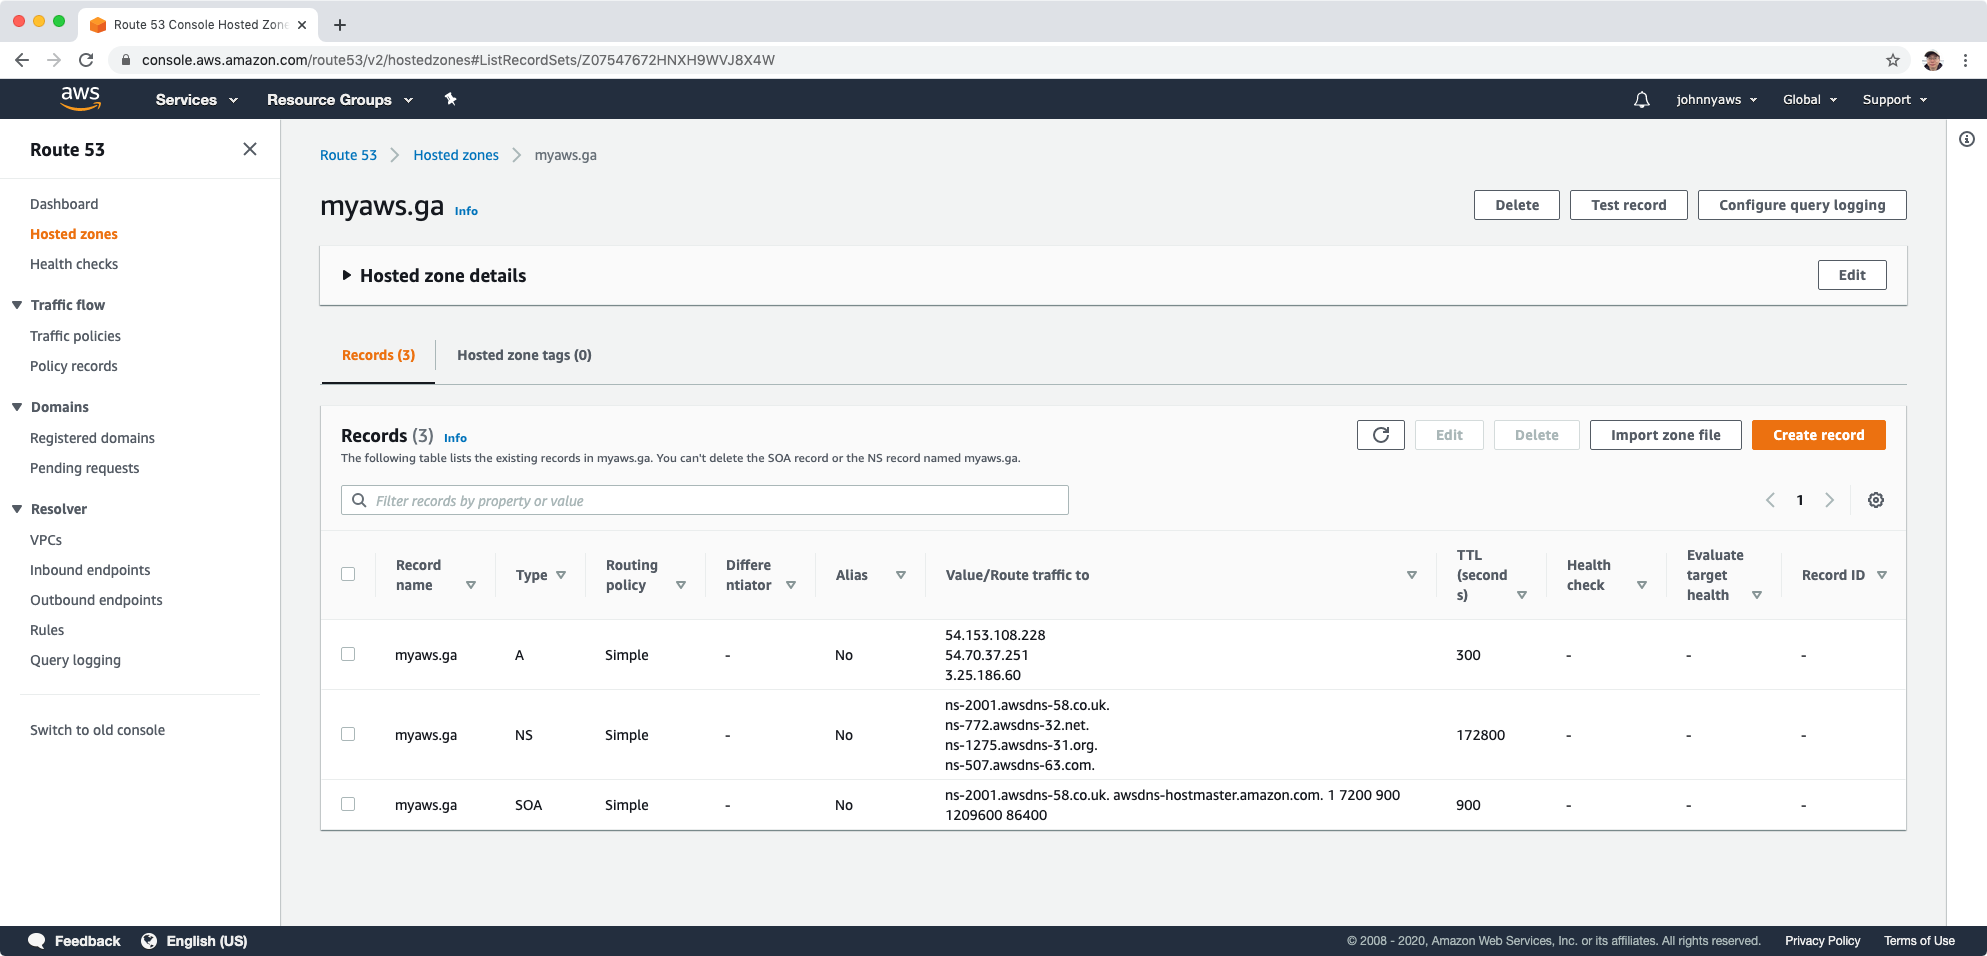 Route 53 Console Hosted Zone
console.aws.amazon.com/route53/v2/hostedzones#ListRecordSets/Z07547672HNXH9WVJ8X4W
aws
Services
Resource Groups
johnnyaws
Global
Support
Route 53
Dashboard
Hosted zones
Health checks
Traffic flow
Traffic policies
Policy records
Domains
Registered domains
Pending requests
Resolver
VPCs
Inbound endpoints
Outbound endpoints
Rules
Query logging
Switch to old console
Route 53
Hosted zones
myaws.ga
myaws.ga Info
Delete
Test record
Configure query logging
Hosted zone details
Edit
Records (3)
Hosted zone tags (0)
Records (3) Info
The following table lists the existing records in myaws.ga. You can't delete the SOA record or the NS record named myaws.ga.
Edit
Delete
Import zone file
Create record
Filter records by property or value
1
Record
name
Type
Routing
policy
Differe
ntiator
Alias
Value/Route traffic to
TTL
(second
s)
Health
check
Evaluate
target
health
Record ID
myaws.ga
A
Simple
-
No
54.153.108.228
54.70.37.251
3.25.186.60
300
-
-
-
myaws.ga
NS
Simple
-
No
ns-2001.awsdns-58.co.uk.
ns-772.awsdns-32.net.
ns-1275.awsdns-31.org.
ns-507.awsdns-63.com.
172800
-
-
-
myaws.ga
SOA
Simple
-
No
ns-2001.awsdns-58.co.uk. awsdns-hostmaster.amazon.com. 1 7200 900
1209600 86400
900
-
-
-
Feedback
English (US)
© 2008 - 2020, Amazon Web Services, Inc. or its affiliates. All rights reserved.
Privacy Policy
Terms of Use